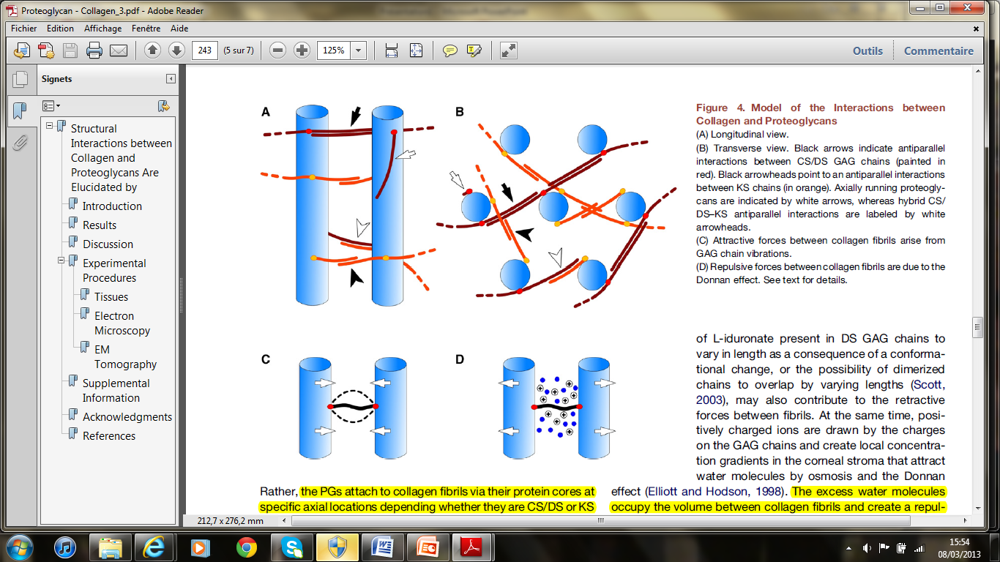 Proteoglycan - Collagen_3.pdf - Adobe Reader
Fichier Edition Affichage Fenêtre Aide
243 (5 sur 7) 125% Outils Commentaire
Signets
Structural
Interactions between
Collagen and
Proteoglycans Are
Elucidated by
Introduction
Results
Discussion
Experimental
Procedures
Tissues
Electron
Microscopy
EM
Tomography
Supplemental
Information
Acknowledgments
References
A
B
C
D
Figure 4. Model of the Interactions between
Collagen and Proteoglycans
(A) Longitudinal view.
(B) Transverse view. Black arrows indicate antiparallel
interactions between CS/DS GAG chains (painted in
red). Black arrowheads point to an antiparallel interactions
between KS chains (in orange). Axially running proteogly-
cans are indicated by white arrows, whereas hybrid CS/
DS–KS antiparallel interactions are labeled by white
arrowheads.
(C) Attractive forces between collagen fibrils arise from
GAG chain vibrations.
(D) Repulsive forces between collagen fibrils are due to the
Donnan effect. See text for details.
of L-iduronate present in DS GAG chains to
vary in length as a consequence of a conforma-
tional change, or the possibility of dimerized
chains to overlap by varying lengths (Scott,
2003), may also contribute to the retractive
forces between fibrils. At the same time, posi-
tively charged ions are drawn by the charges
on the GAG chains and create local concentra-
tion gradients in the corneal stroma that attract
water molecules by osmosis and the Donnan
Rather, the PGs attach to collagen fibrils via their protein cores at
specific axial locations depending whether they are CS/DS or KS
effect (Elliott and Hodson, 1998). The excess water molecules
occupy the volume between collagen fibrils and create a repul-
212,7 x 276,2 mm
15:54
08/03/2013